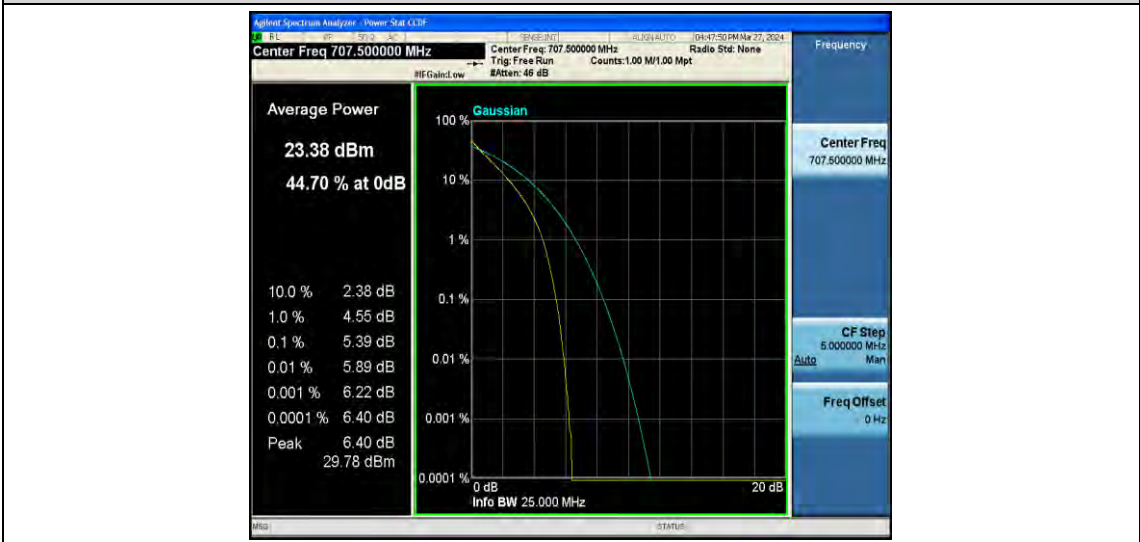 Agilent Spectrum Analyzer - Power Stat CCDF
RL RF 50 Ω AC SENSE:INT ALIGN AUTO 04:47:50 PM Mar 27, 2024
Center Freq 707.500000 MHz
Center Freq: 707.500000 MHz Radio Std: None
Trig: Free Run Counts:1.00 M/1.00 Mpt
#IFGain:Low #Atten: 46 dB
Frequency
Average Power
23.38 dBm
44.70 % at 0dB
10.0 % 2.38 dB
1.0 % 4.55 dB
0.1 % 5.39 dB
0.01 % 5.89 dB
0.001 % 6.22 dB
0.0001 % 6.40 dB
Peak 6.40 dB
29.78 dBm
Gaussian
100 %
10 %
1 %
0.1 %
0.01 %
0.001 %
0.0001 %
0 dB 20 dB
Info BW 25.000 MHz
Center Freq
707.500000 MHz
CF Step
5.000000 MHz
Auto Man
Freq Offset
0 Hz
MSG STATUS